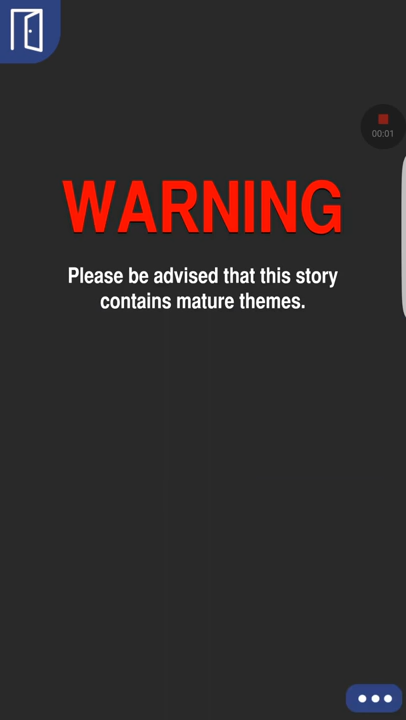 00:01
WARNING
Please be advised that this story
contains mature themes.